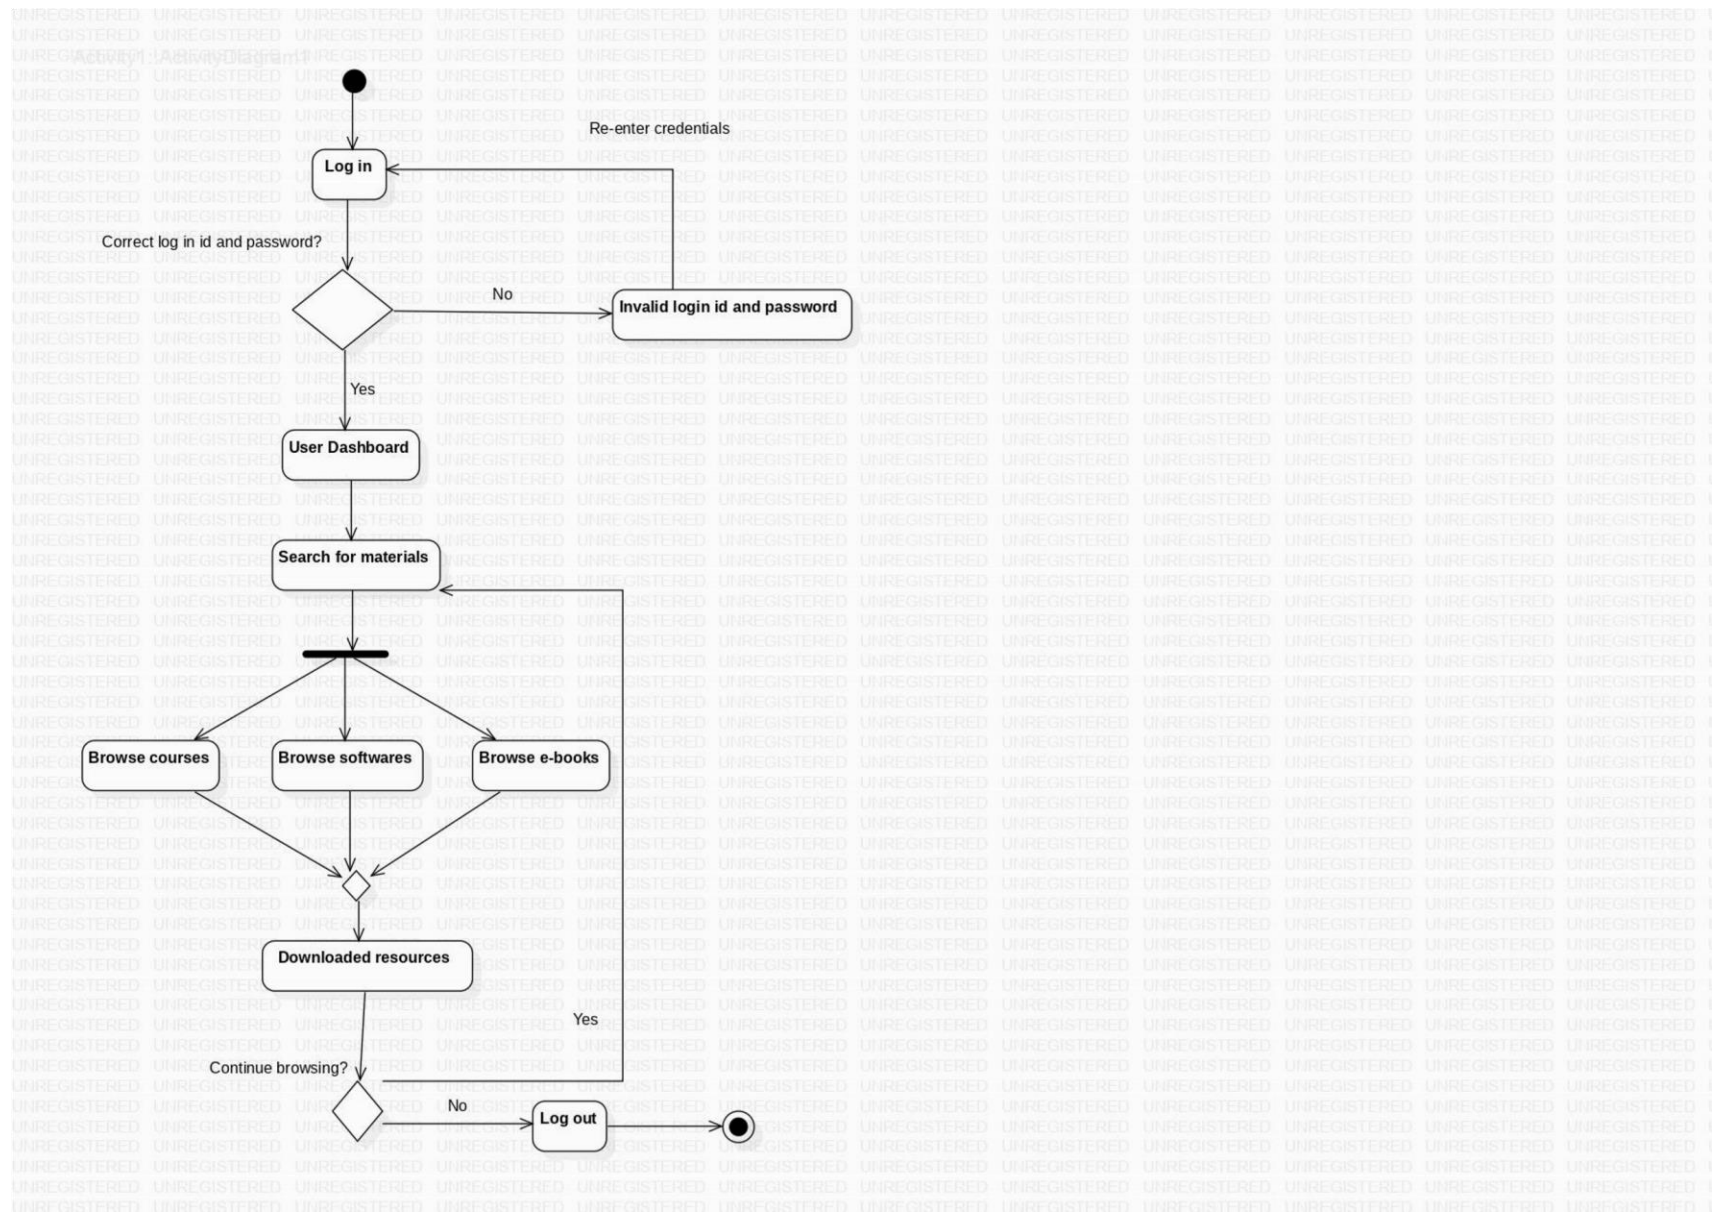 Activity1::ActivityDiagram1
Re-enter credentials
Log in
Correct log in id and password?
No
Invalid login id and password
Yes
User Dashboard
Search for materials
Browse courses
Browse softwares
Browse e-books
Downloaded resources
Yes
Continue browsing?
No
Log out
UNREGISTERED